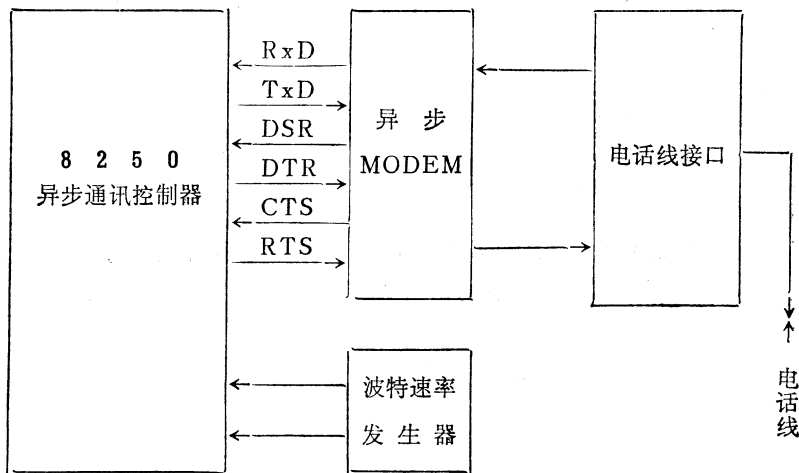 8 2 5 0
异步通讯控制器
RxD
TxD
DSR
DTR
CTS
RTS
异 步
MODEM
电话线接口
波特速率
发 生 器
电话线